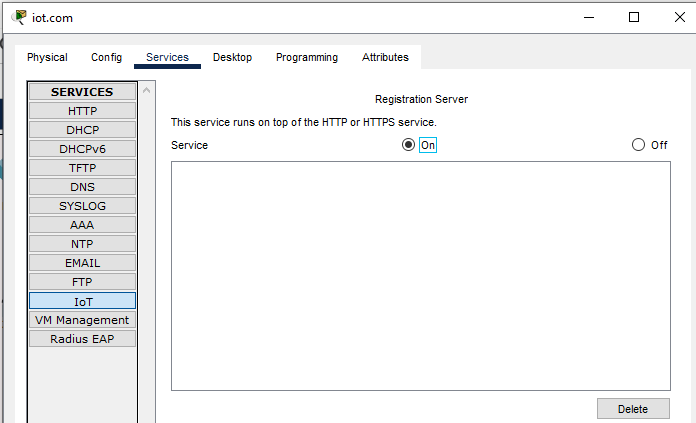 iot.com
Physical Config Services Desktop Programming Attributes
SERVICES
HTTP
DHCP
DHCPv6
TFTP
DNS
SYSLOG
AAA
NTP
EMAIL
FTP
IoT
VM Management
Radius EAP
Registration Server
This service runs on top of the HTTP or HTTPS service.
Service On Off
Delete